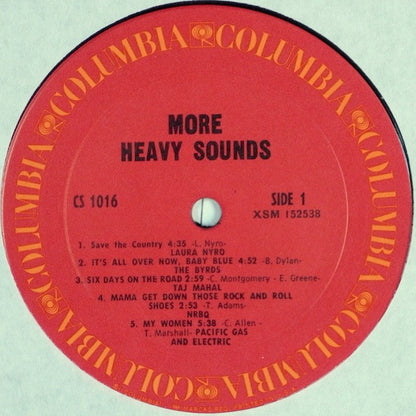 COLUMBIA COLUMBIA COLUMBIA COLUMBIA COLUMBIA COLUMBIA
MORE
HEAVY SOUNDS
CS 1016
SIDE 1
XSM 152538
1. Save the Country 4:35 -L. Nyro-
LAURA NYRO
2. IT'S ALL OVER NOW, BABY BLUE 4:52 -B. Dylan-
THE BYRDS
3. SIX DAYS ON THE ROAD 2:59 -C. Montgomery - E. Greene-
TAJ MAHAL
4. MAMA GET DOWN THOSE ROCK AND ROLL
SHOES 2:53 -T. Adams-
NRBQ
5. MY WOMEN 5:38 -C. Allen -
T. Marshall- PACIFIC GAS
AND ELECTRIC